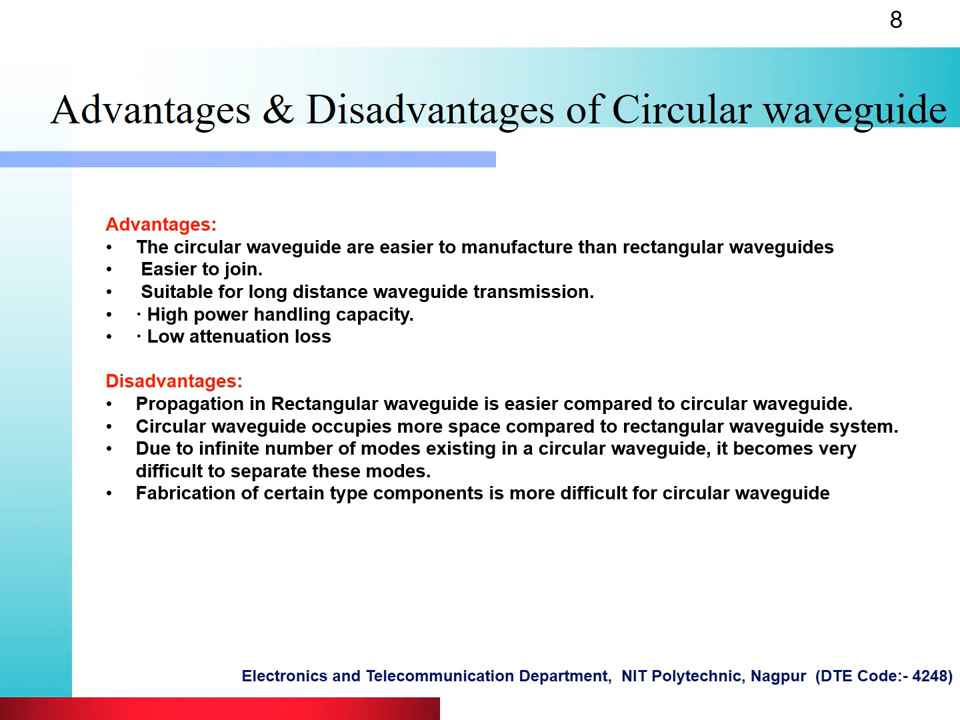 8
Advantages & Disadvantages of Circular waveguide
Advantages:
• The circular waveguide are easier to manufacture than rectangular waveguides
• Easier to join.
• Suitable for long distance waveguide transmission.
• · High power handling capacity.
• · Low attenuation loss
Disadvantages:
• Propagation in Rectangular waveguide is easier compared to circular waveguide.
• Circular waveguide occupies more space compared to rectangular waveguide system.
• Due to infinite number of modes existing in a circular waveguide, it becomes very
difficult to separate these modes.
• Fabrication of certain type components is more difficult for circular waveguide
Electronics and Telecommunication Department, NIT Polytechnic, Nagpur (DTE Code:- 4248)